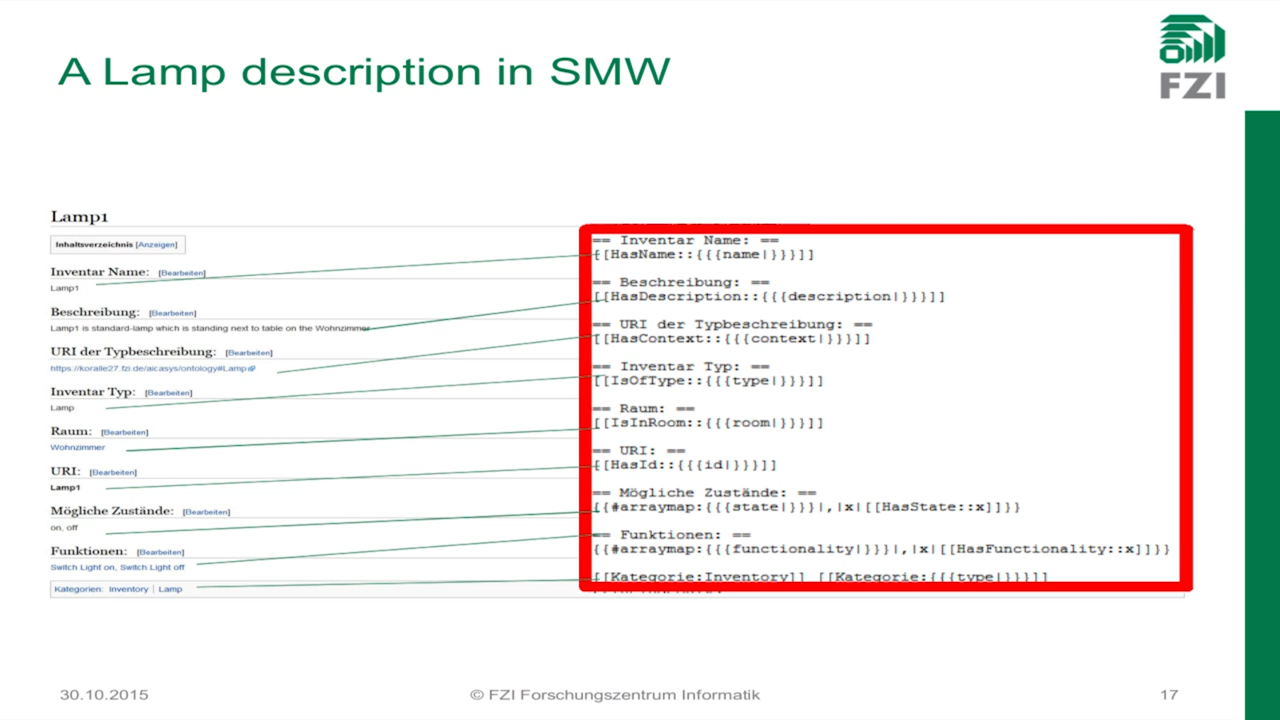 A Lamp description in SMW
FZI
Lamp1
Inhaltsverzeichnis [Anzeigen]
Inventar Name: [Bearbeiten]
Lamp1
Beschreibung: [Bearbeiten]
Lamp1 is standard-lamp which is standing next to table on the Wohnzimmer
URI der Typbeschreibung: [Bearbeiten]
https://koralle27.fzi.de/aicasys/ontology#Lamp
Inventar Typ: [Bearbeiten]
Lamp
Raum: [Bearbeiten]
Wohnzimmer
URI: [Bearbeiten]
Lamp1
Mögliche Zustände: [Bearbeiten]
on, off
Funktionen: [Bearbeiten]
Switch Light on, Switch Light off
Kategorien: Inventory | Lamp
== Inventar Name: ==
[[HasName::{{{name|}}}]]
== Beschreibung: ==
[[HasDescription::{{{description|}}}]]
== URI der Typbeschreibung: ==
[[HasContext::{{{context|}}}]]
== Inventar Typ: ==
[[IsOfType::{{{type|}}}]]
== Raum: ==
[[IsInRoom::{{{room|}}}]]
== URI: ==
[[HasId::{{{id|}}}]]
== Mögliche Zustände: ==
{{#arraymap:{{{state|}}}|,|x|[[HasState::x]]}}
== Funktionen: ==
{{#arraymap:{{{functionality|}}}|,|x|[[HasFunctionality::x]]}}
[[Kategorie:Inventory]] [[Kategorie:{{{type|}}}]]
30.10.2015
© FZI Forschungszentrum Informatik
17